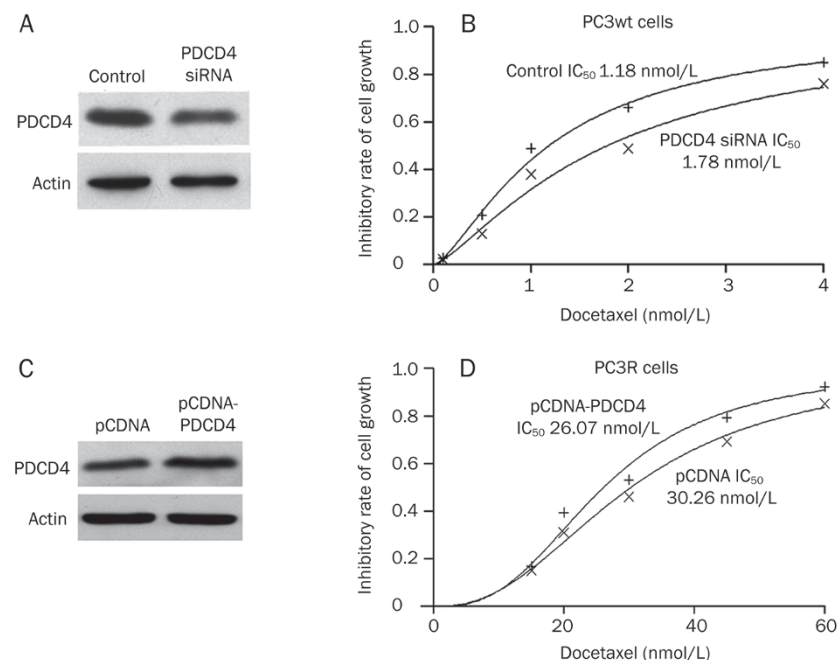 A
Control
PDCD4
siRNA
PDCD4
Actin
B
PC3wt cells
Inhibitory rate of cell growth
1.0
0.8
0.6
0.4
0.2
0
Control IC₅₀ 1.18 nmol/L
PDCD4 siRNA IC₅₀
1.78 nmol/L
0 1 2 3 4
Docetaxel (nmol/L)
C
pCDNA
pCDNA-
PDCD4
PDCD4
Actin
D
PC3R cells
Inhibitory rate of cell growth
1.0
0.8
0.6
0.4
0.2
0
pCDNA-PDCD4
IC₅₀ 26.07 nmol/L
pCDNA IC₅₀
30.26 nmol/L
0 20 40 60
Docetaxel (nmol/L)